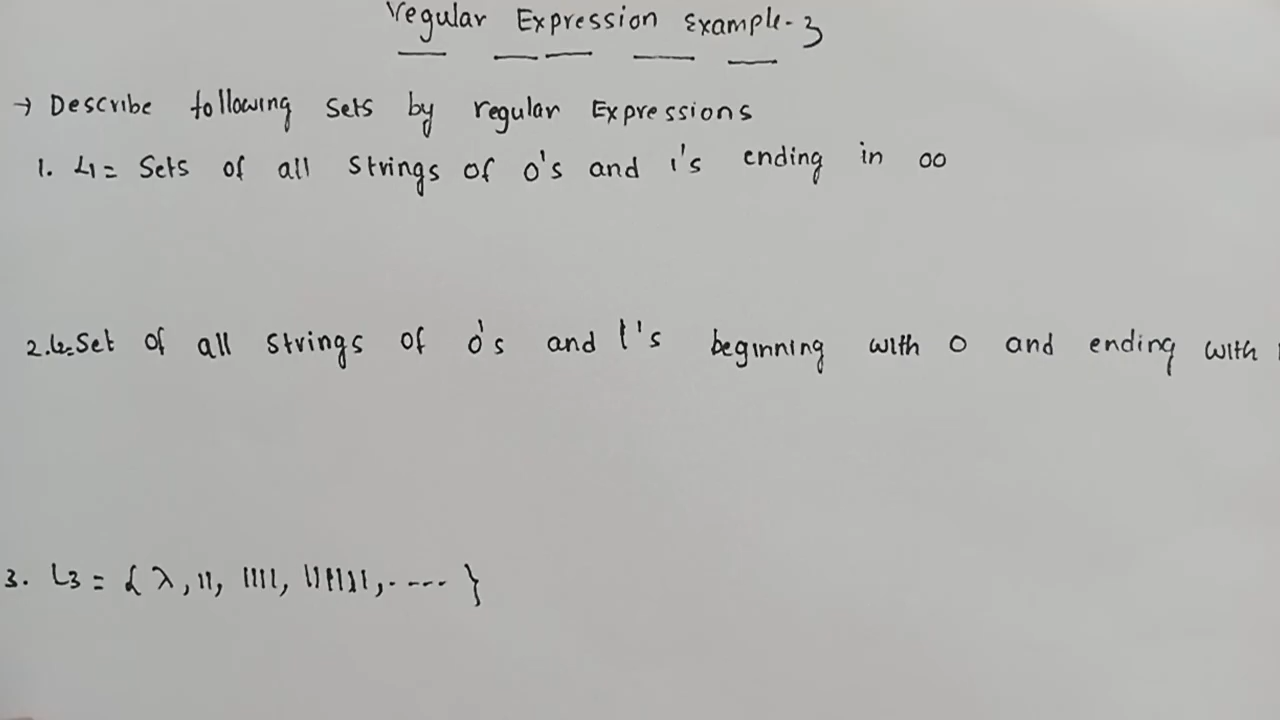 regular Expression Example-3
→ Describe following sets by regular Expressions
1. L1= Sets of all strings of 0's and 1's ending in 00
2. L2= Set of all strings of 0's and 1's beginning with 0 and ending with
3. L3 = { λ, 11, 1111, 111111, ..... }